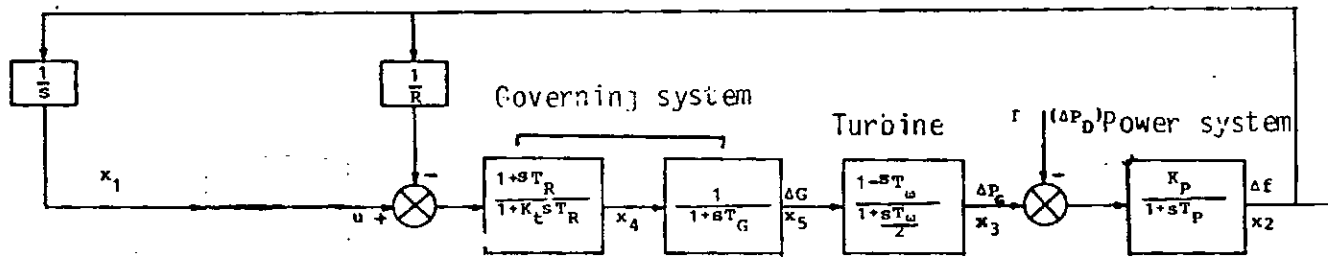 1
s
1
R
Governing system
Turbine
r
(ΔP_D)
Power system
x_1
u
+
-
1+sT_R
1+K_t sT_R
x_4
1
1+sT_G
ΔG
x_5
1-sT_ω
1+sT_ω
2
ΔP_G
x_3
-
K_p
1+sT_P
Δf
x_2